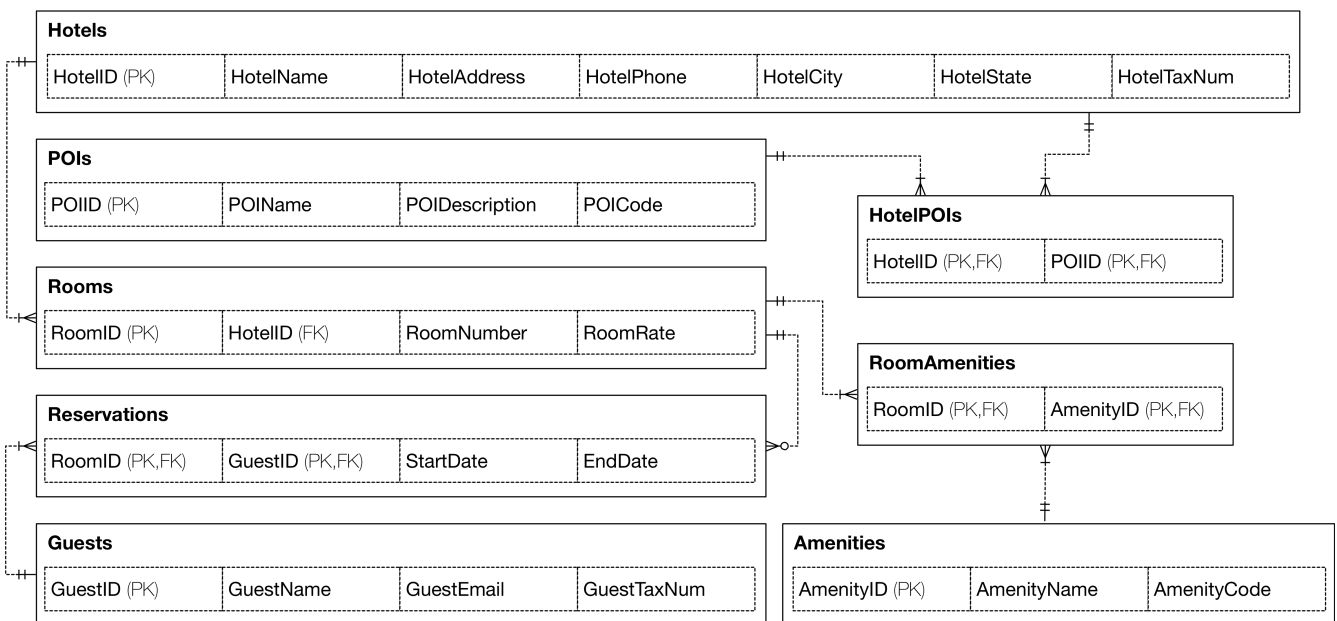 Hotels
HotelID (PK) HotelName HotelAddress HotelPhone HotelCity HotelState HotelTaxNum
POIs
POIID (PK) POIName POIDescription POICode
HotelPOIs
HotelID (PK,FK) POIID (PK,FK)
Rooms
RoomID (PK) HotelID (FK) RoomNumber RoomRate
RoomAmenities
RoomID (PK,FK) AmenityID (PK,FK)
Reservations
RoomID (PK,FK) GuestID (PK,FK) StartDate EndDate
Guests
GuestID (PK) GuestName GuestEmail GuestTaxNum
Amenities
AmenityID (PK) AmenityName AmenityCode